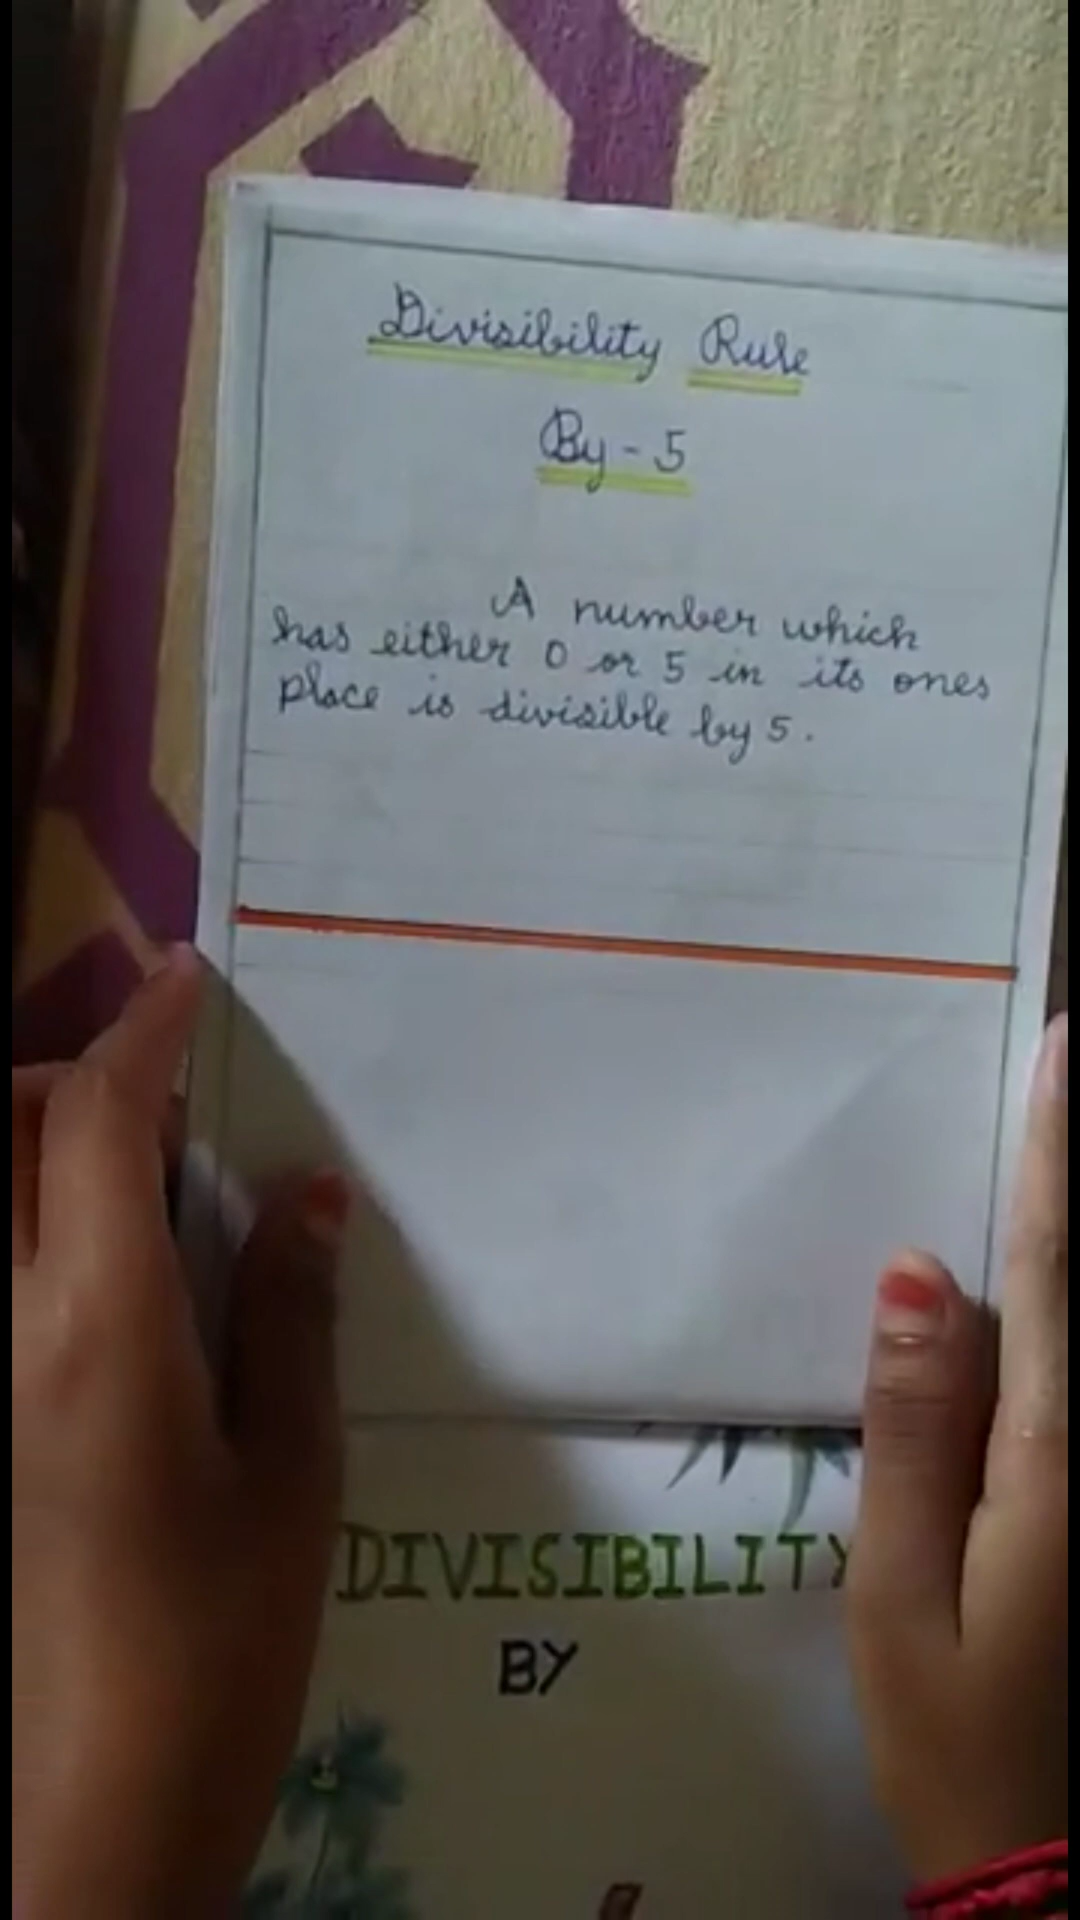 Divisibility Rule
By - 5
A number which
has either 0 or 5 in its ones
place is divisible by 5.
DIVISIBILITY
BY